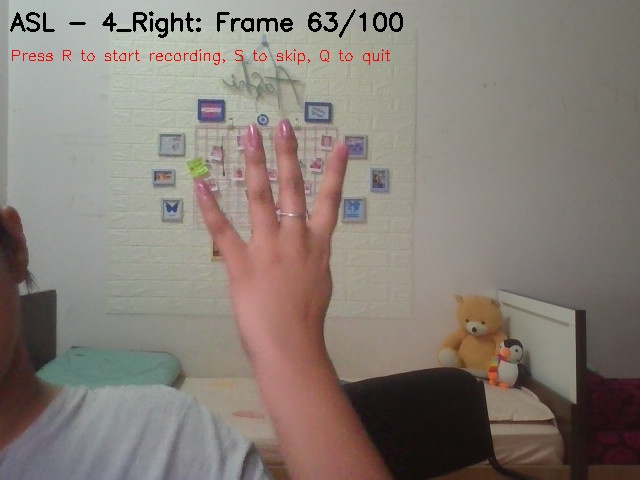 ASL - 4_Right: Frame 63/100
Press R to start recording, S to skip, Q to quit